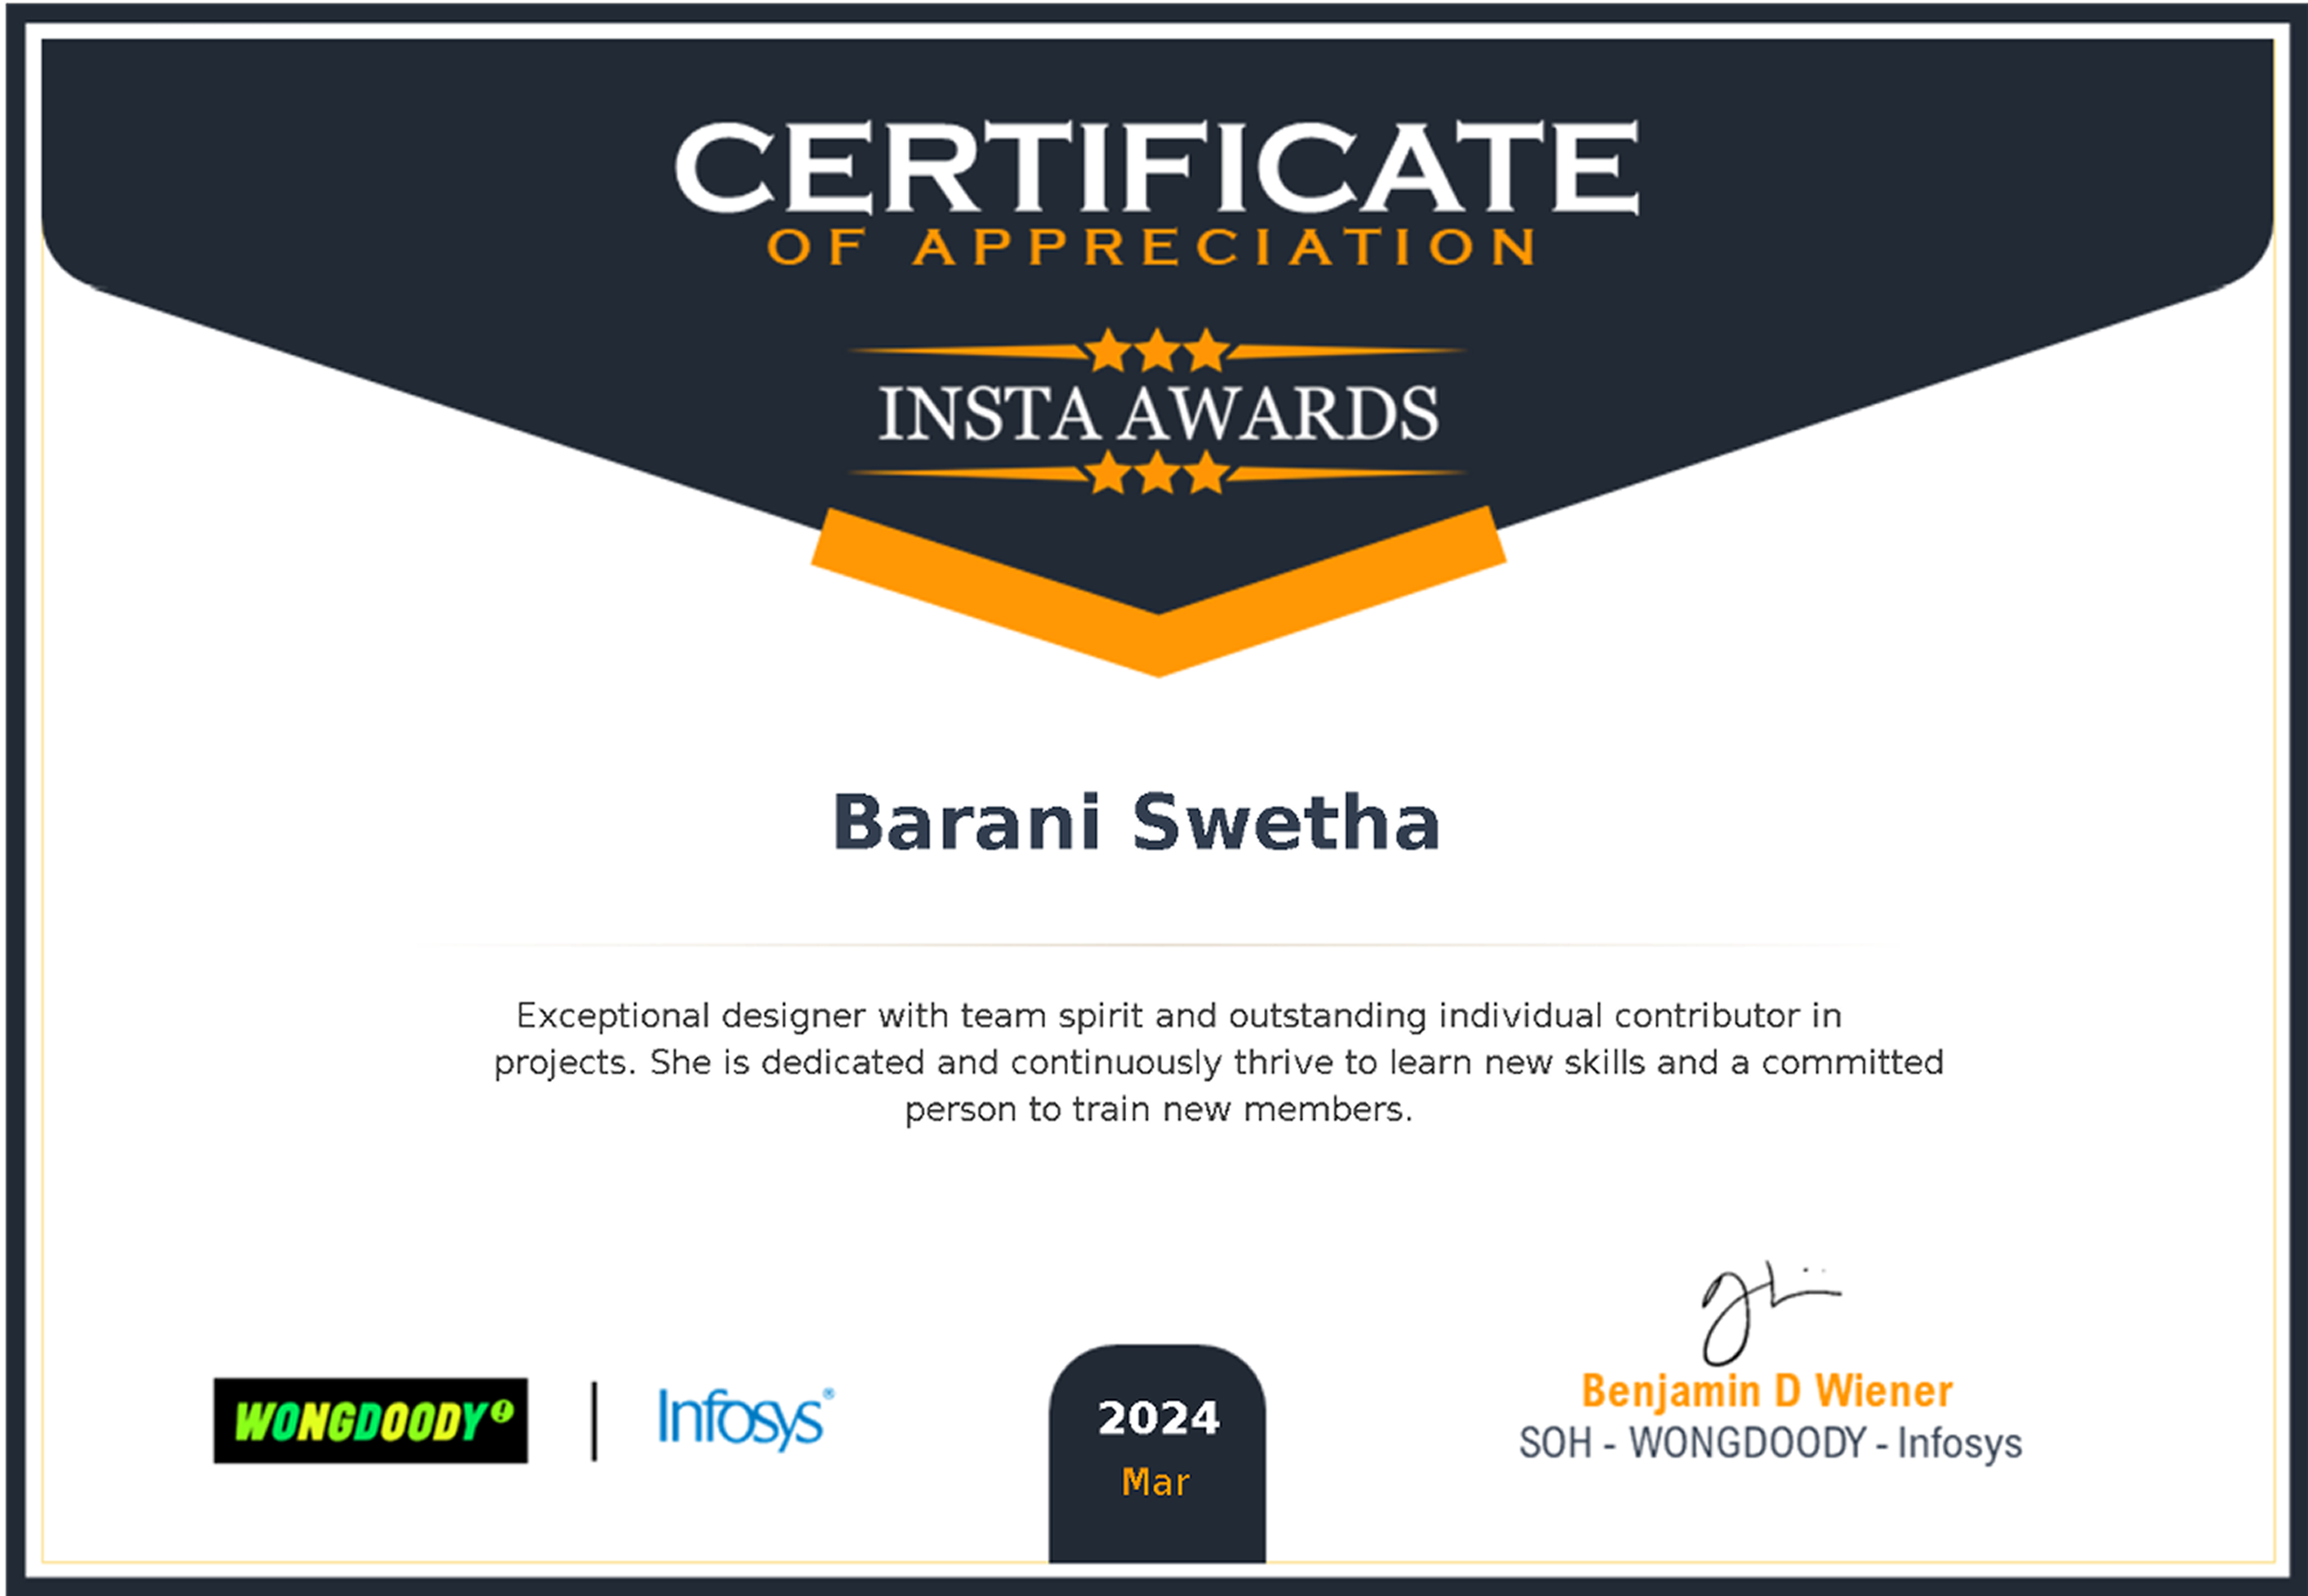 CERTIFICATE
OF APPRECIATION
INSTA AWARDS
Barani Swetha
Exceptional designer with team spirit and outstanding individual contributor in
projects. She is dedicated and continuously thrive to learn new skills and a committed
person to train new members.
WONGDOODY
Infosys®
2024
Mar
Benjamin D Wiener
SOH - WONGDOODY - Infosys